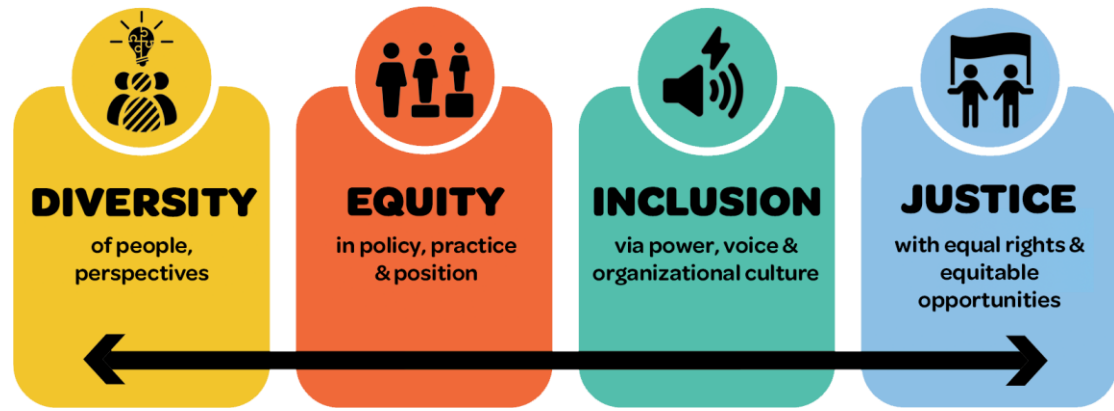 DIVERSITY
of people,
perspectives
EQUITY
in policy, practice
& position
INCLUSION
via power, voice &
organizational culture
JUSTICE
with equal rights &
equitable
opportunities